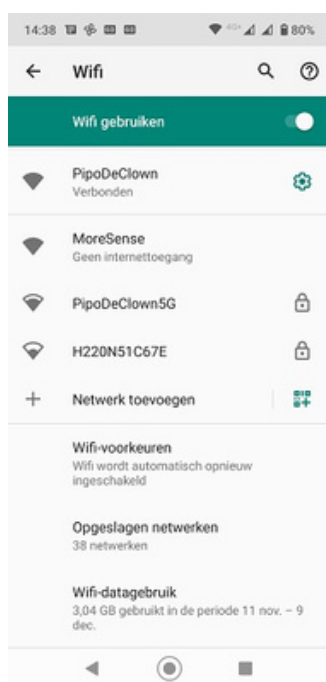 14:38 4G+ 80%
Wifi
Wifi gebruiken
PipoDeClown
Verbonden
MoreSense
Geen internettoegang
PipoDeClown5G
H220N51C67E
Netwerk toevoegen
Wifi-voorkeuren
Wifi wordt automatisch opnieuw
ingeschakeld
Opgeslagen netwerken
38 netwerken
Wifi-datagebruik
3,04 GB gebruikt in de periode 11 nov. – 9
dec.